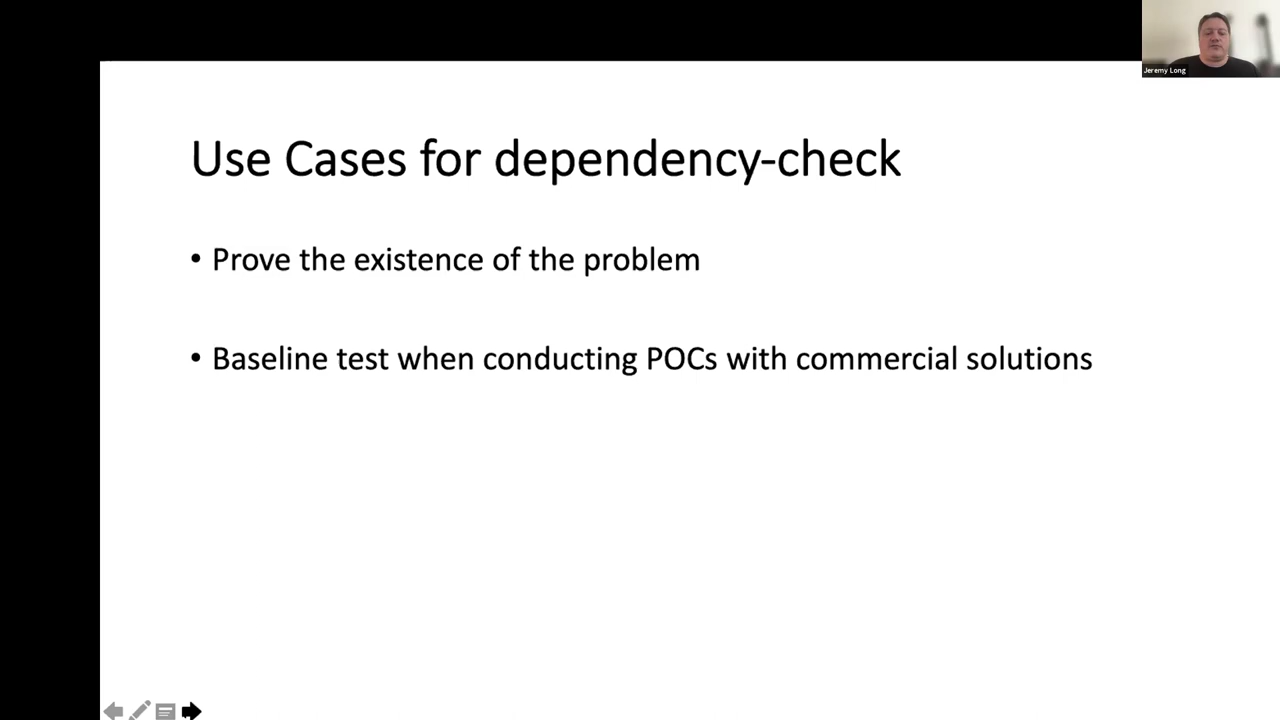 Jeremy Long
Use Cases for dependency-check
• Prove the existence of the problem
• Baseline test when conducting POCs with commercial solutions